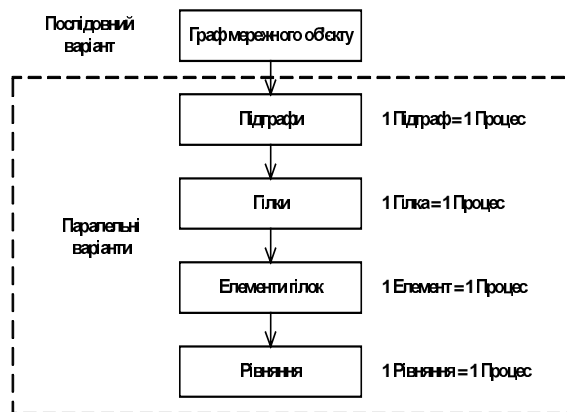 Послідовний
варіант
Граф мережного об'єкту
Підграфи
1 Підграф = 1 Процес
Гілки
1 Гілка = 1 Процес
Паралельні
варіанти
Елементи гілок
1 Елемент = 1 Процес
Рівняння
1 Рівняння = 1 Процес